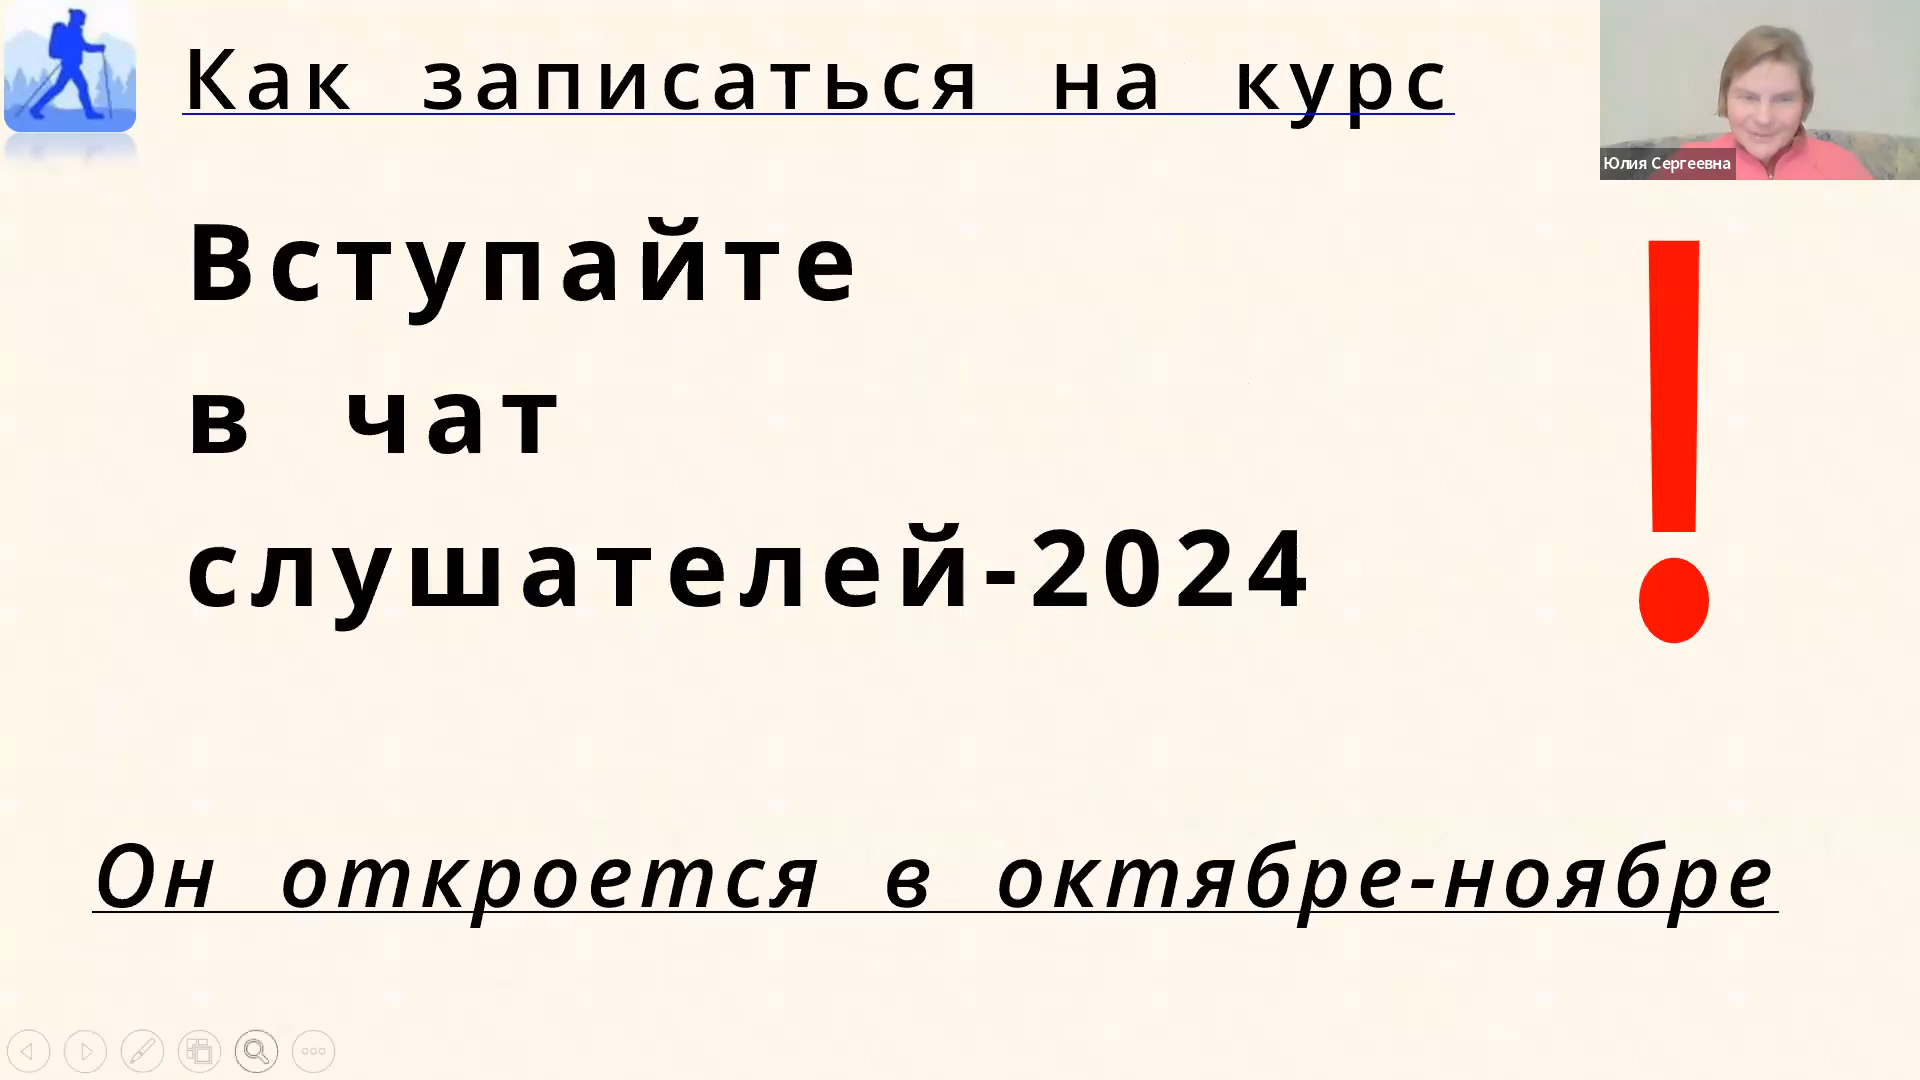 Как записаться на курс
Юлия Сергеевна
Вступайте
в чат
слушателей-2024
!
Он откроется в октябре-ноябре